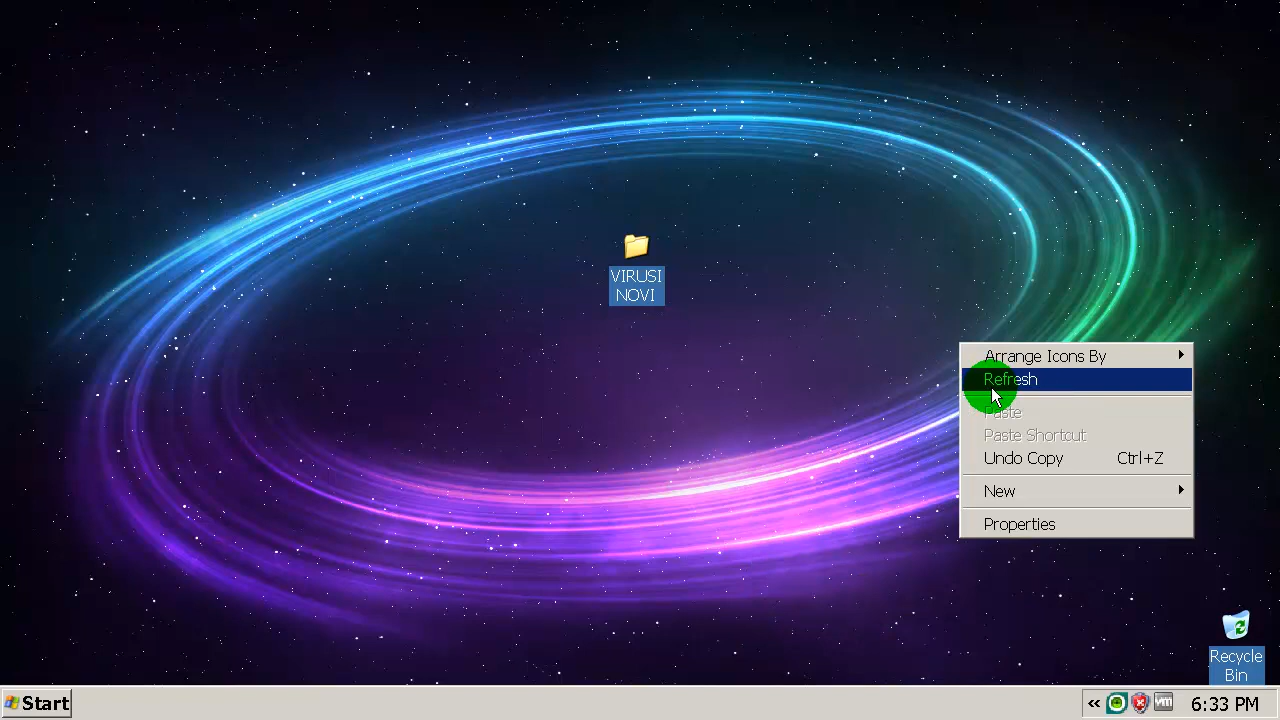 VIRUSI
NOVI
Arrange Icons By
Refresh
Paste
Paste Shortcut
Undo Copy Ctrl+Z
New
Properties
Recycle
Bin
Start
« vm 6:33 PM